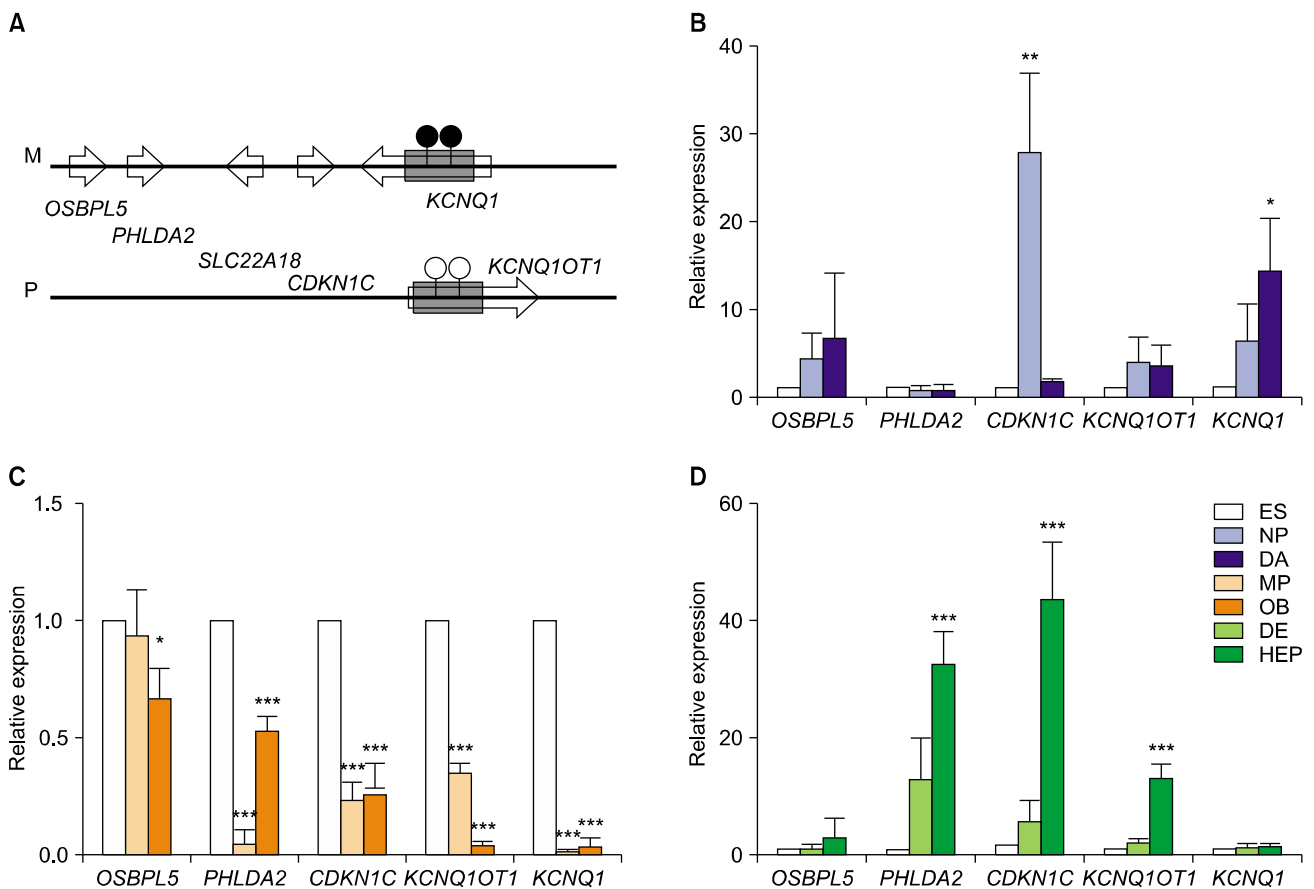 A
M
OSBPL5
KCNQ1
PHLDA2
SLC22A18
KCNQ1OT1
CDKN1C
P
B
Relative expression
40
30
20
10
0
**
*
OSBPL5 PHLDA2 CDKN1C KCNQ1OT1 KCNQ1
C
Relative expression
1.5
1.0
0.5
0.0
*
***
***
***
***
***
***
***
***
OSBPL5 PHLDA2 CDKN1C KCNQ1OT1 KCNQ1
D
Relative expression
60
40
20
0
***
***
***
ES
NP
DA
MP
OB
DE
HEP
OSBPL5 PHLDA2 CDKN1C KCNQ1OT1 KCNQ1